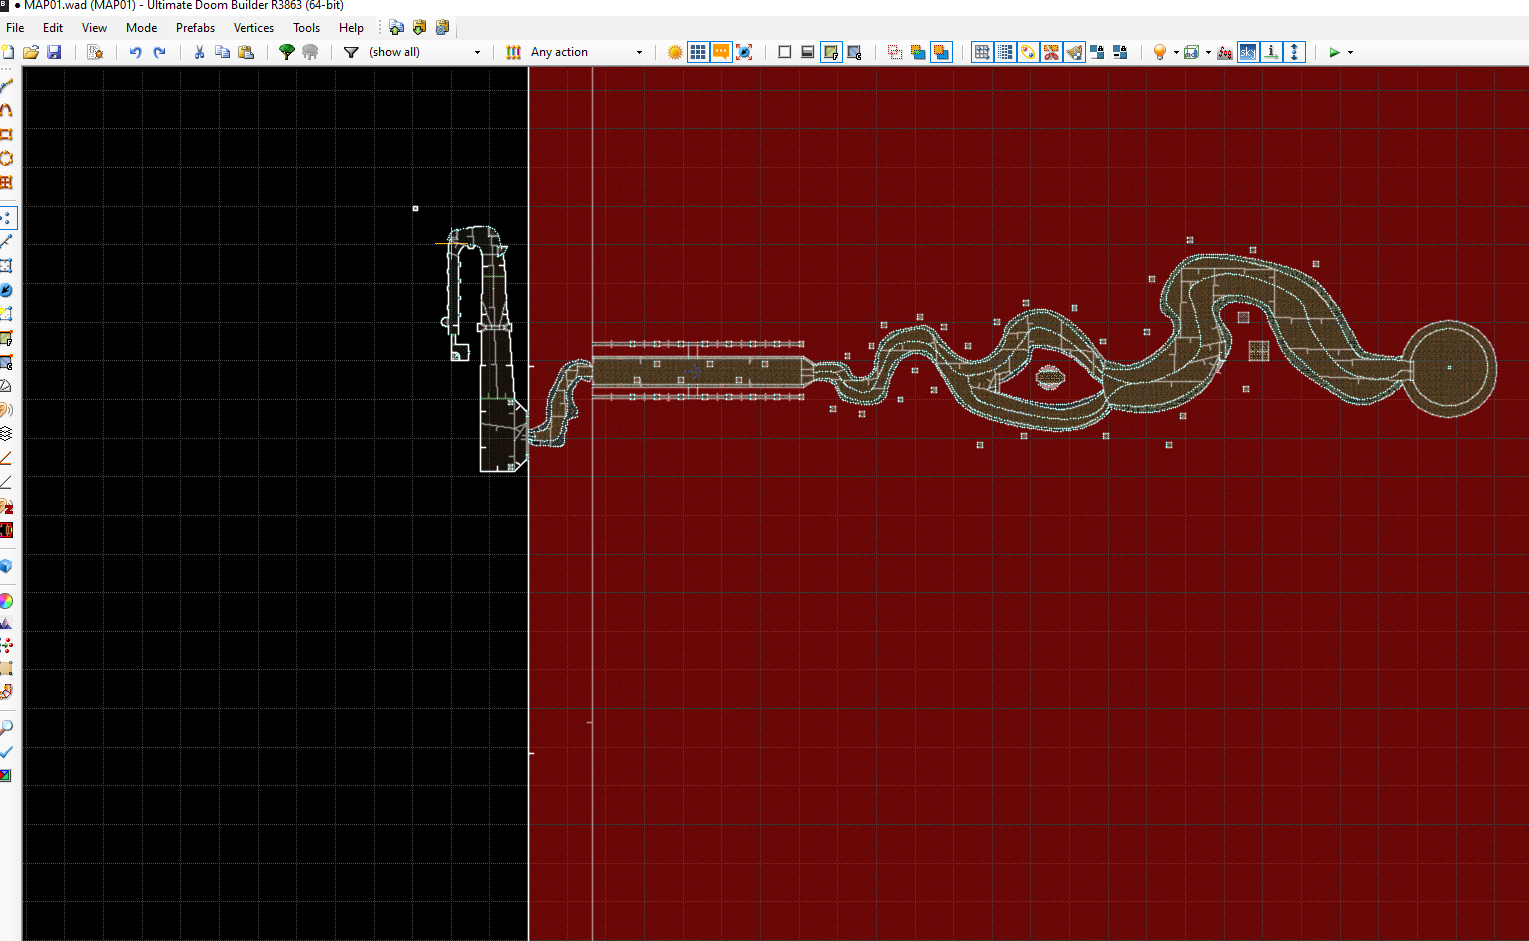 ● MAP01.wad (MAP01) - Ultimate Doom Builder R3863 (64-bit)
File Edit View Mode Prefabs Vertices Tools Help
(show all) Any action